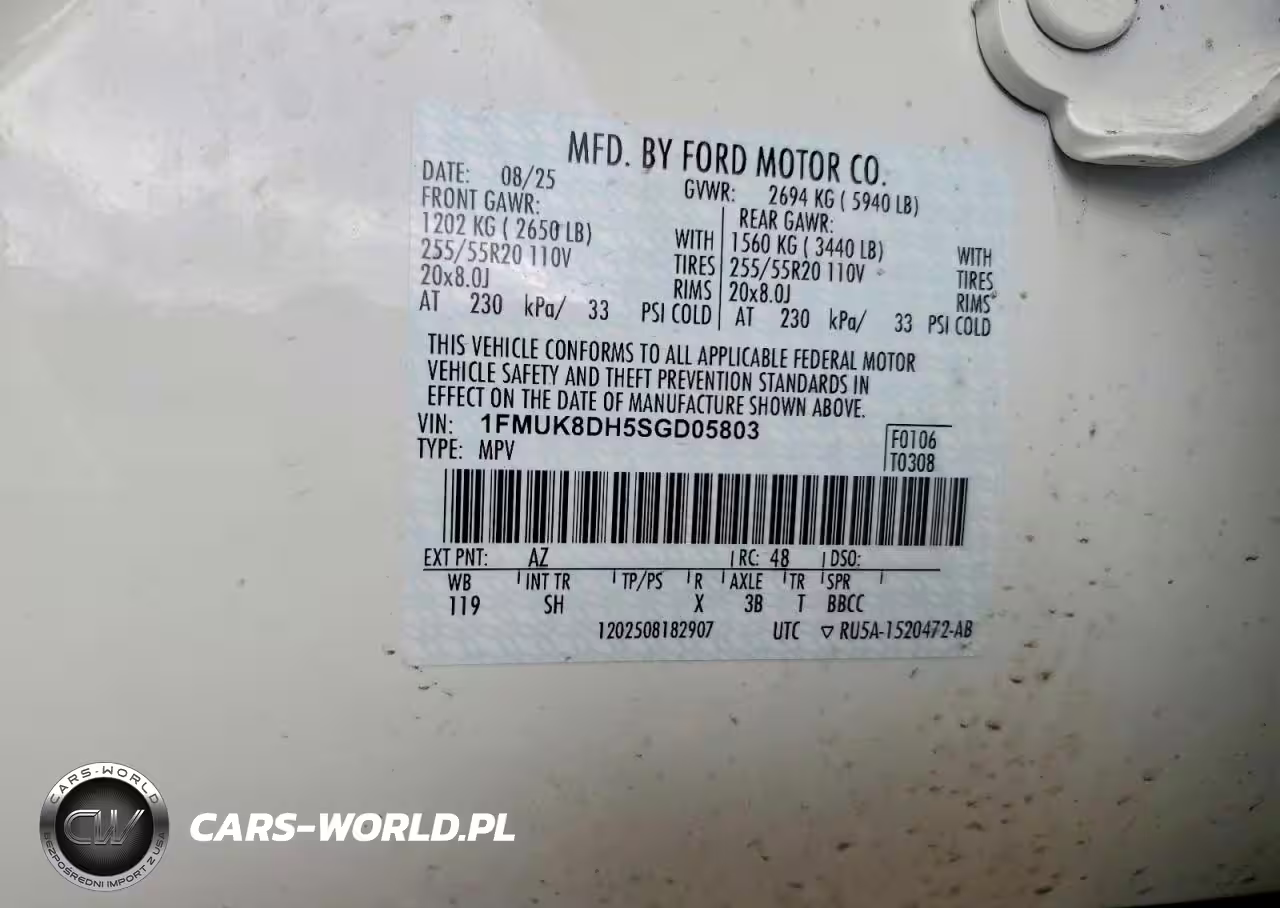 MFD. BY FORD MOTOR CO.
DATE: 08/25 GVWR: 2694 KG ( 5940 LB)
FRONT GAWR: REAR GAWR:
1202 KG ( 2650 LB) WITH 1560 KG ( 3440 LB) WITH
255/55R20 110V TIRES 255/55R20 110V TIRES
20x8.0J RIMS 20x8.0J RIMS
AT 230 kPa/ 33 PSI COLD AT 230 kPa/ 33 PSI COLD
THIS VEHICLE CONFORMS TO ALL APPLICABLE FEDERAL MOTOR
VEHICLE SAFETY AND THEFT PREVENTION STANDARDS IN
EFFECT ON THE DATE OF MANUFACTURE SHOWN ABOVE.
VIN: 1FMUK8DH5SGD05803
TYPE: MPV
F0106
T0308
EXT PNT: AZ RC: 48 DSO:
WB INT TR TP/PS R AXLE TR SPR
119 SH X 3B T BBCC
1202508182907 UTC ▽ RU5A-1520472-AB
CARS-WORLD
CW
BEZPOŚREDNI IMPORT Z USA
CARS-WORLD.PL